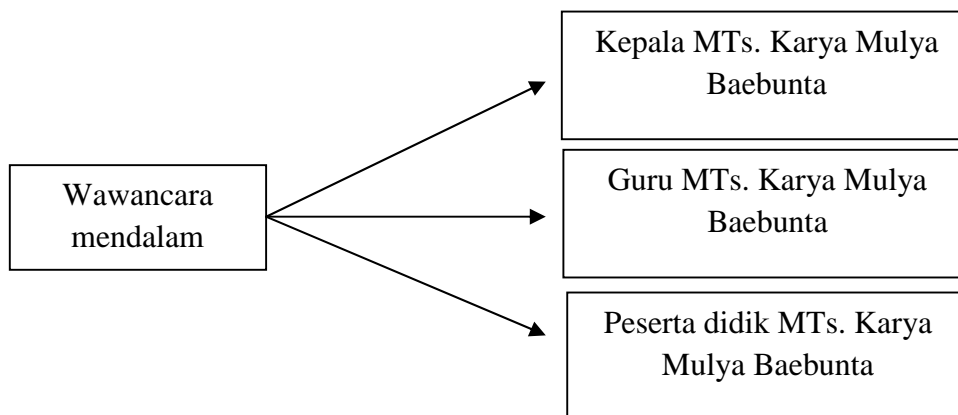 Kepala MTs. Karya Mulya
Baebunta
Wawancara
mendalam
Guru MTs. Karya Mulya
Baebunta
Peserta didik MTs. Karya
Mulya Baebunta